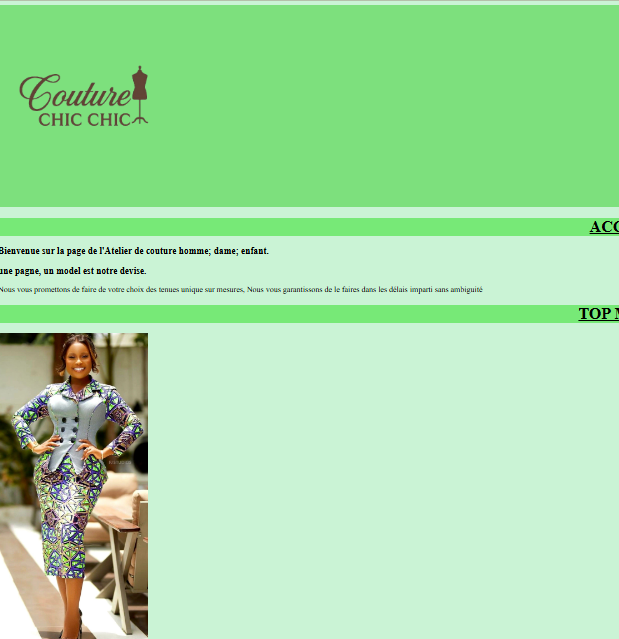 Couture
CHIC CHIC
ACC
Bienvenue sur la page de l'Atelier de couture homme; dame; enfant.
une pagne, un model est notre devise.
Nous vous promettons de faire de votre choix des tenues unique sur mesures, Nous vous garantissons de le faires dans les délais imparti sans ambiguité
TOP M